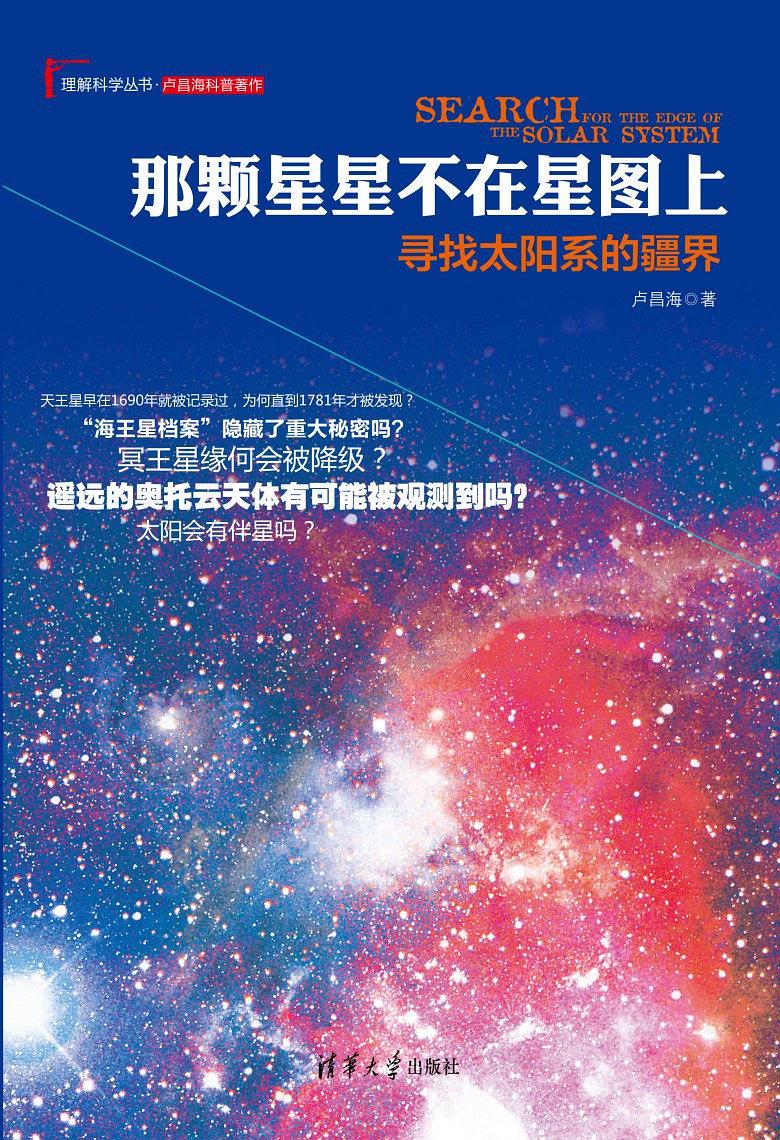 理解科学丛书·卢昌海科普著作
SEARCH FOR THE EDGE OF
THE SOLAR SYSTEM
那颗星星不在星图上
寻找太阳系的疆界
卢昌海◎著
天王星早在1690年就被记录过，为何直到1781年才被发现？
“海王星档案”隐藏了重大秘密吗?
冥王星缘何会被降级？
遥远的奥托云天体有可能被观测到吗?
太阳会有伴星吗？
清华大学出版社